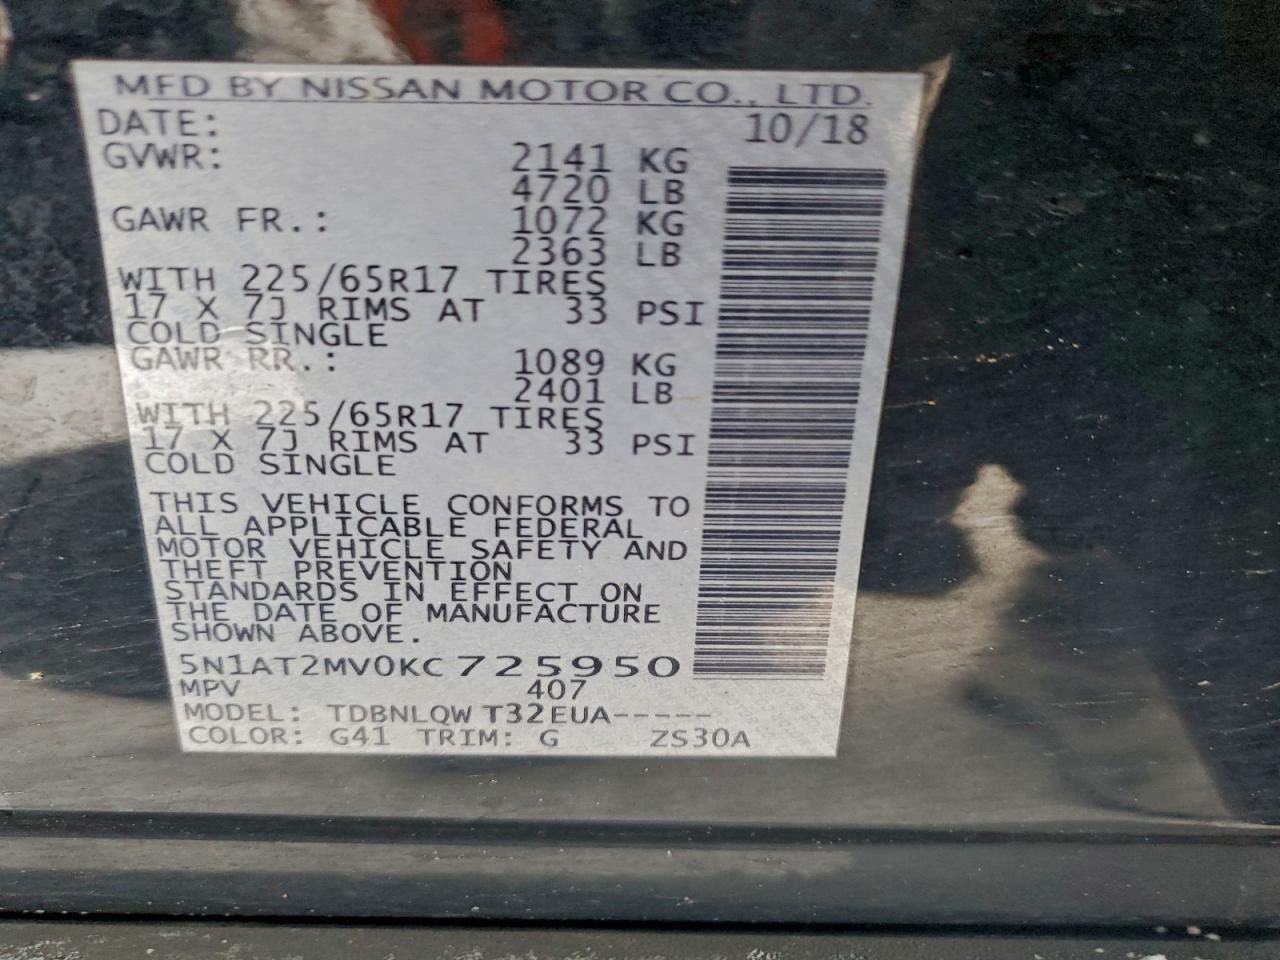 MFD BY NISSAN MOTOR CO., LTD.
DATE: 10/18
GVWR: 2141 KG
4720 LB
GAWR FR.: 1072 KG
2363 LB
WITH 225/65R17 TIRES
17 X 7J RIMS AT 33 PSI
COLD SINGLE
GAWR RR.: 1089 KG
2401 LB
WITH 225/65R17 TIRES
17 X 7J RIMS AT 33 PSI
COLD SINGLE
THIS VEHICLE CONFORMS TO
ALL APPLICABLE FEDERAL
MOTOR VEHICLE SAFETY AND
THEFT PREVENTION
STANDARDS IN EFFECT ON
THE DATE OF MANUFACTURE
SHOWN ABOVE.
5N1AT2MV0KC725950
MPV 407
MODEL: TDBNLQW T32EUA-----
COLOR: G41 TRIM: G ZS30A